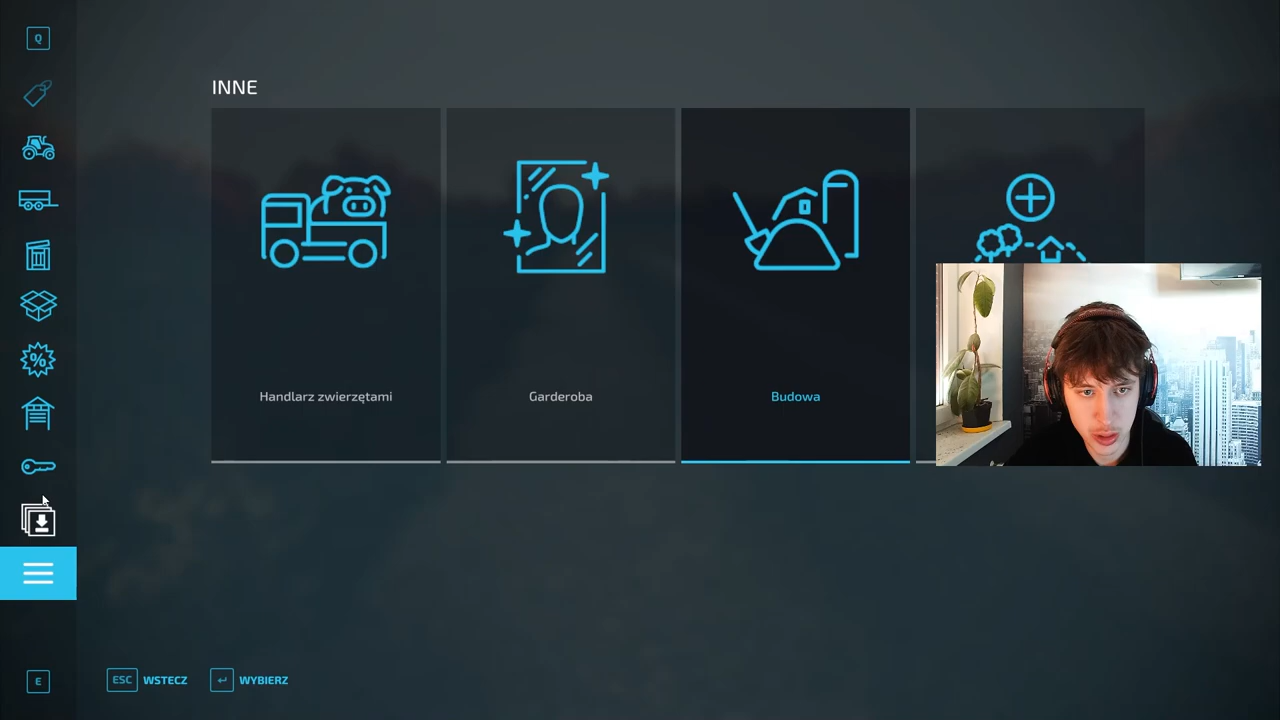 Q
INNE
%
Handlarz zwierzętami
Garderoba
Budowa
E
ESC WSTECZ
WYBIERZ